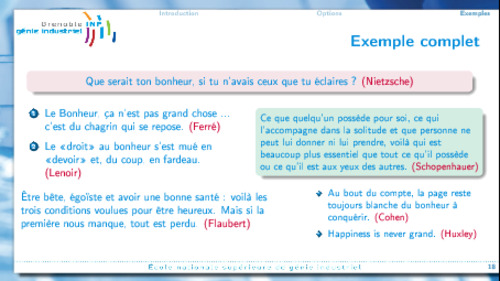 Introduction Options Exemples
Grenoble INP
génie industriel
Exemple complet
Que serait ton bonheur, si tu n'avais ceux que tu éclaires ? (Nietzsche)
1 Le Bonheur, ça n'est pas grand chose ...
c'est du chagrin qui se repose. (Ferré)
2 Le «droit» au bonheur s'est mué en
«devoir» et, du coup, en fardeau.
(Lenoir)
Être bête, égoïste et avoir une bonne santé : voilà les
trois conditions voulues pour être heureux. Mais si la
première nous manque, tout est perdu. (Flaubert)
Ce que quelqu'un possède pour soi, ce qui
l'accompagne dans la solitude et que personne ne
peut lui donner ni lui prendre, voilà qui est
beaucoup plus essentiel que tout ce qu'il possède
ou ce qu'il est aux yeux des autres. (Schopenhauer)
Au bout du compte, la page reste
toujours blanche du bonheur à
conquérir. (Cohen)
Happiness is never grand. (Huxley)
École nationale supérieure de génie industriel